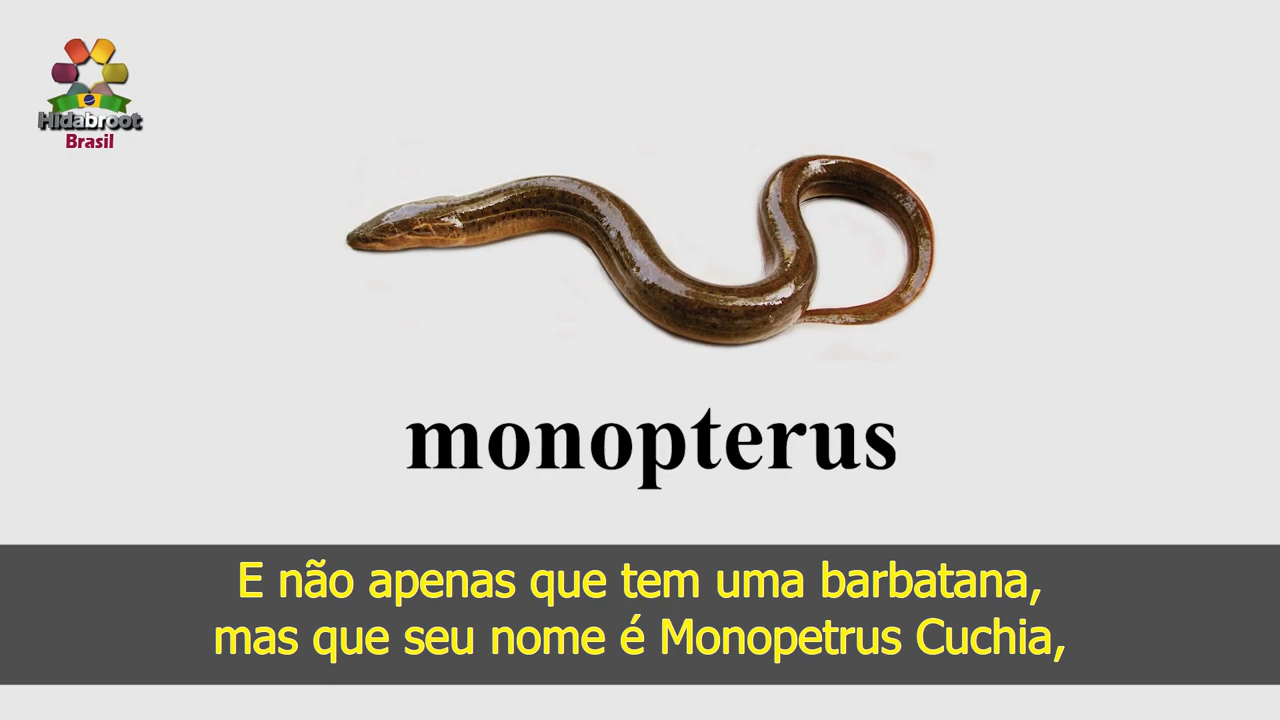 Hidabroot
Brasil
monopterus
E não apenas que tem uma barbatana,
mas que seu nome é Monopetrus Cuchia,